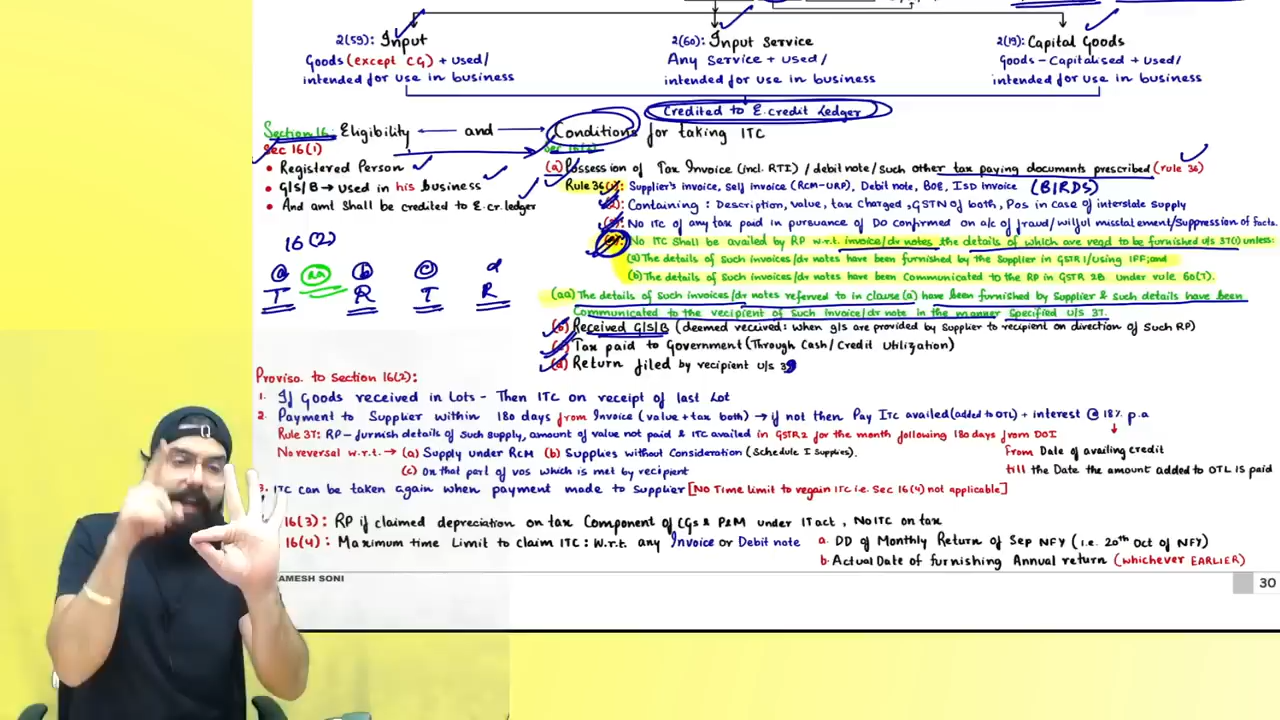 2(59): Input
2(60): Input Service
2(19): Capital Goods
Goods (except CG) + used/
Any Service + used/
Goods - Capitalised + used/
intended for use in business
intended for use in business
intended for use in business
Credited to E.credit Ledger
Section 16: Eligibility and Conditions for taking ITC
Sec 16(1)
• Registered Person
• G/S/B → used in his business
• And amt shall be credited to E.cr.ledger
16(2)
a b c d
T R T R
(a) Possession of Tax Invoice (incl. RTI) / debit note/such other tax paying documents prescribed (rule 36)
Rule 36(1): Supplier's invoice, self invoice (RCM-URP), Debit note, BOE, ISD Invoice (BIRDS)
Containing: Description, value, tax Charged, GSTN of both, Pos in case of interstate supply
No ITC of any tax paid in pursuance of DO confirmed on a/c of fraud/wilful misstatement/Suppression of facts.
No ITC shall be availed by RP w.r.t. invoice/dr notes the details of which are reqd to be furnished u/s 37(1) unless:
(a) The details of such invoices/dr notes have been furnished by the supplier in GSTR 1/using IFF; and
(b) The details of such invoices/dr notes have been Communicated to the RP in GSTR 2B under rule 60(7).
(aa) The details of such invoices/dr notes referred to in clause(a) have been furnished by Supplier & such details have been
Communicated to the recipient of such invoice/dr note in the manner specified u/s 37.
(b) Received G/S/B (deemed received: when g/s are provided by Supplier to recipient on direction of such RP)
Tax paid to Government (Through Cash/Credit Utilization)
(d) Return filed by recipient u/s 39
Proviso to Section 16(2):
1. If Goods received in Lots - Then ITC on receipt of last Lot
2. Payment to Supplier within 180 days from Invoice (value+tax both) → if not then Pay ITC availed (added to OTL) + interest @ 18% p.a
Rule 37: RP - furnish details of such supply, amount of value not paid & ITC availed in GSTR2 for the month following 180 days from DOI
From Date of availing credit
No reversal w.r.t. → (a) Supply under RCM (b) Supplies without Consideration (Schedule I Supplies).
till the Date the amount added to OTL is paid
(c) On that part of vos which is met by recipient
3. ITC can be taken again when payment made to Supplier [No Time limit to regain ITC i.e. Sec 16(4) not applicable]
16(3): RP if claimed depreciation on tax Component of CGs & P&M under IT act, No ITC on tax
16(4): Maximum time Limit to claim ITC: W.r.t. any Invoice or Debit note
a. DD of Monthly Return of Sep NFY (i.e. 20th Oct of NFY)
b. Actual Date of furnishing Annual return (whichever EARLIER)
AMESH SONI
30